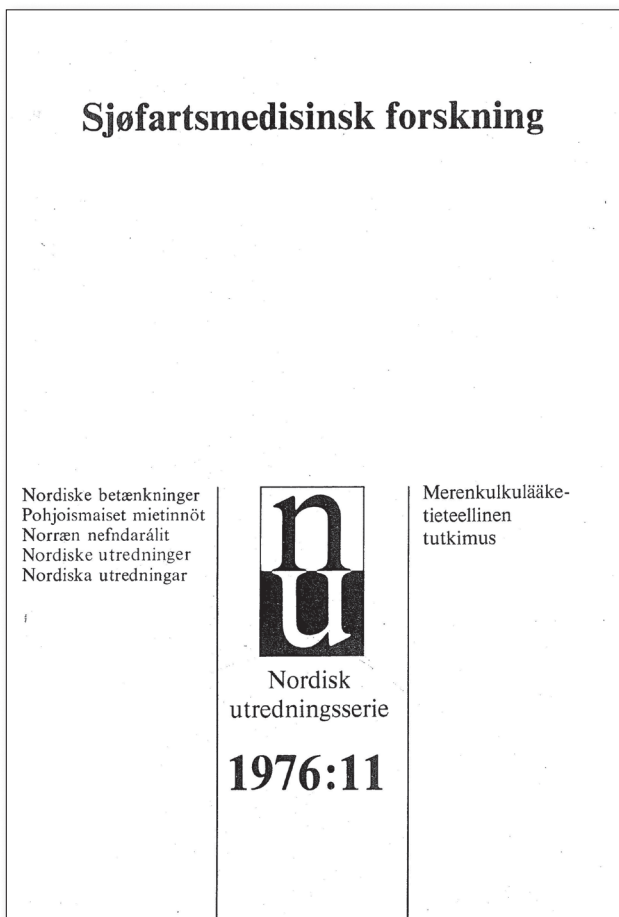 Sjøfartsmedisinsk forskning
Nordiske betænkninger
Pohjoismaiset mietinnöt
Norræn nefndarálit
Nordiske utredninger
Nordiska utredningar
n
u
Nordisk
utredningsserie
1976:11
Merenkulkulääke-
tieteellinen
tutkimus